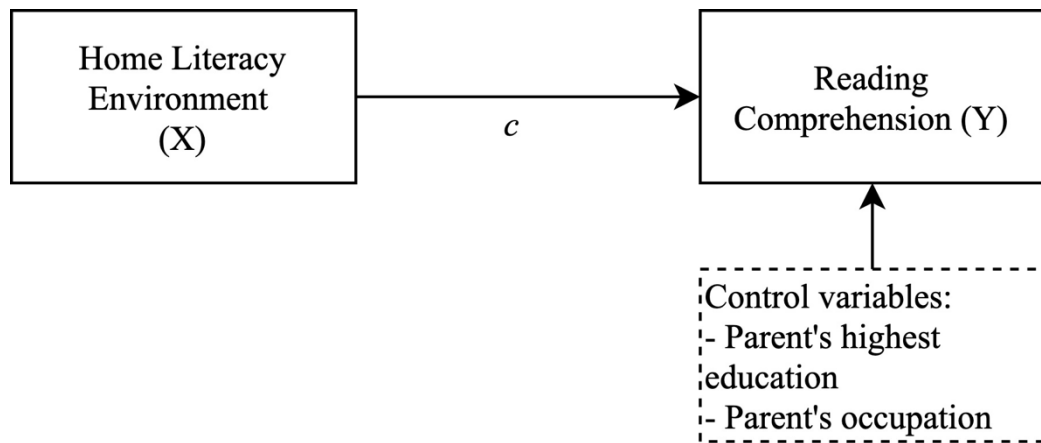 Home Literacy
Environment
(X)
c
Reading
Comprehension (Y)
Control variables:
- Parent's highest
education
- Parent's occupation